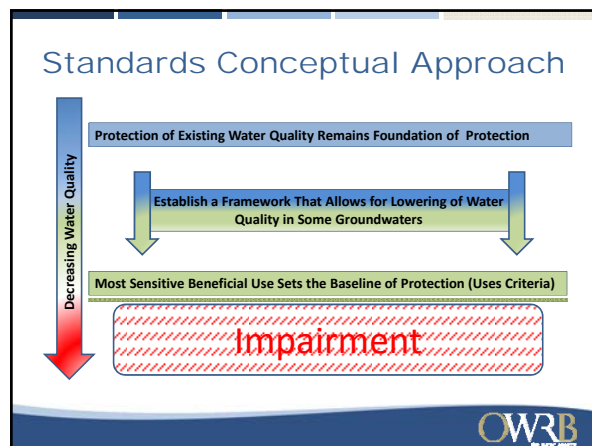 Standards Conceptual Approach
Decreasing Water Quality
Protection of Existing Water Quality Remains Foundation of Protection
Establish a Framework That Allows for Lowering of Water
Quality in Some Groundwaters
Most Sensitive Beneficial Use Sets the Baseline of Protection (Uses Criteria)
Impairment
OWRB